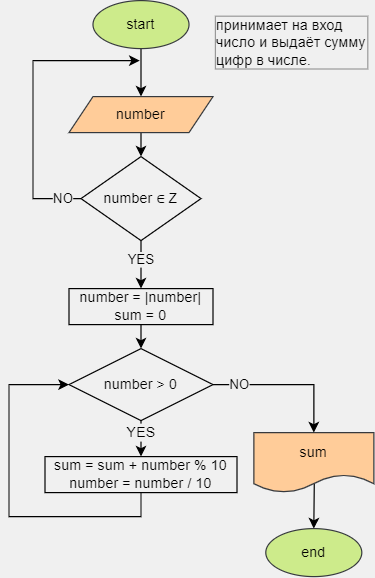 start
принимает на вход
число и выдаёт сумму
цифр в числе.
number
number ∈ Z
NO
YES
number = |number|
sum = 0
number > 0
NO
YES
sum = sum + number % 10
number = number / 10
sum
end